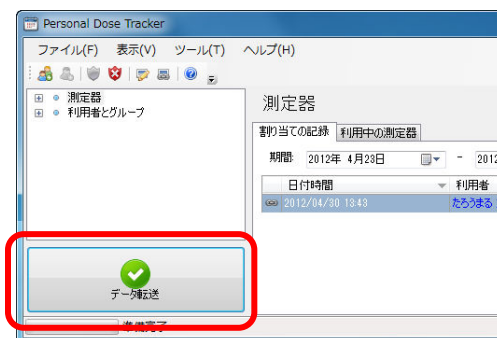 Personal Dose Tracker
ファイル(F) 表示(V) ツール(T) ヘルプ(H)
測定器
利用者とグループ
測定器
割り当ての記録 利用中の測定器
期間: 2012年 4月23日 - 2012
日付時間 利用者
2012/04/30 13:43 たろうまる
データ転送
準備完了